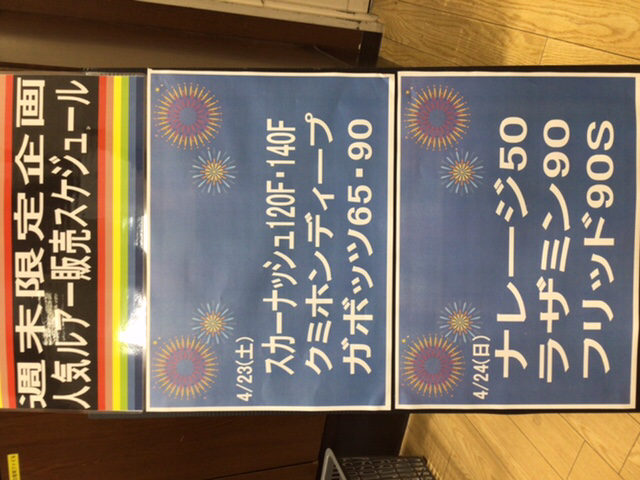 週末限定企画
人気ルアー販売スケジュール
4/23(土)
スカーナッシュ120F・140F
クミホンディープ
ガボッツ65・90
4/24(日)
ナレージ50
ラザミン90
フリッド90S